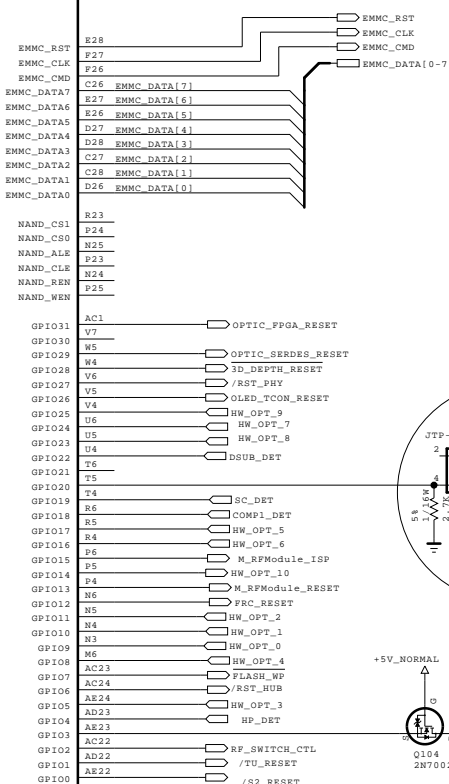 EMMC_RST
EMMC_CLK
EMMC_CMD
EMMC_DATA[0-7
EMMC_RST E28
EMMC_CLK F27
EMMC_CMD F26
EMMC_DATA7 C26 EMMC_DATA[7]
EMMC_DATA6 E27 EMMC_DATA[6]
EMMC_DATA5 E26 EMMC_DATA[5]
EMMC_DATA4 D27 EMMC_DATA[4]
EMMC_DATA3 D28 EMMC_DATA[3]
EMMC_DATA2 C27 EMMC_DATA[2]
EMMC_DATA1 C28 EMMC_DATA[1]
EMMC_DATA0 D26 EMMC_DATA[0]
NAND_CS1 R23
NAND_CS0 P24
NAND_ALE N25
NAND_CLE P23
NAND_REN N24
NAND_WEN P25
GPIO31 AC1 OPTIC_FPGA_RESET
GPIO30 V7
GPIO29 W5 OPTIC_SERDES_RESET
GPIO28 W4 3D_DEPTH_RESET
GPIO27 V6 /RST_PHY
GPIO26 V5 OLED_TCON_RESET
GPIO25 V4 HW_OPT_9
GPIO24 U6 HW_OPT_7
GPIO23 U5 HW_OPT_8
GPIO22 U4 DSUB_DET
GPIO21 T6
GPIO20 T5
GPIO19 T4 SC_DET
GPIO18 R6 COMP1_DET
GPIO17 R5 HW_OPT_5
GPIO16 R4 HW_OPT_6
GPIO15 P6 M_RFModule_ISP
GPIO14 P5 HW_OPT_10
GPIO13 P4 M_RFModule_RESET
GPIO12 N6 FRC_RESET
GPIO11 N5 HW_OPT_2
GPIO10 N4 HW_OPT_1
GPIO9 N3 HW_OPT_0
GPIO8 M6 HW_OPT_4
GPIO7 AC23 FLASH_WP
GPIO6 AC24 /RST_HUB
GPIO5 AE24 HW_OPT_3
GPIO4 AD23 HP_DET
GPIO3 AE23
GPIO2 AC22 RF_SWITCH_CTL
GPIO1 AD22 /TU_RESET
GPIO0 AE22 /S2_RESET
JTP-
2
4
5%
1/16W
2.7K
+5V_NORMAL
G
S
Q104
2N7002